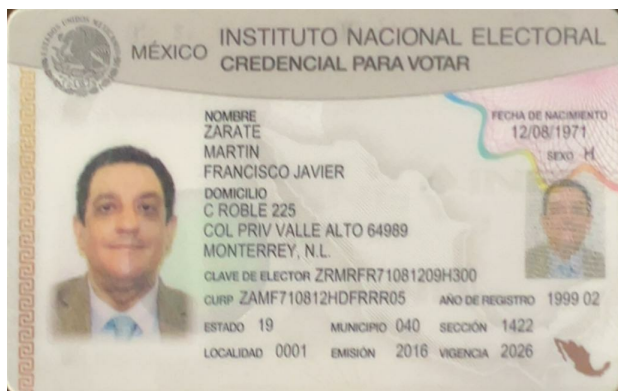 MÉXICO
INSTITUTO NACIONAL ELECTORAL
CREDENCIAL PARA VOTAR
NOMBRE
ZARATE
MARTIN
FRANCISCO JAVIER
FECHA DE NACIMIENTO
12/08/1971
SEXO H
DOMICILIO
C ROBLE 225
COL PRIV VALLE ALTO 64989
MONTERREY, N.L.
CLAVE DE ELECTOR ZRMRFR71081209H300
CURP ZAMF710812HDFRRR05 AÑO DE REGISTRO 1999 02
ESTADO 19 MUNICIPIO 040 SECCIÓN 1422
LOCALIDAD 0001 EMISIÓN 2016 VIGENCIA 2026